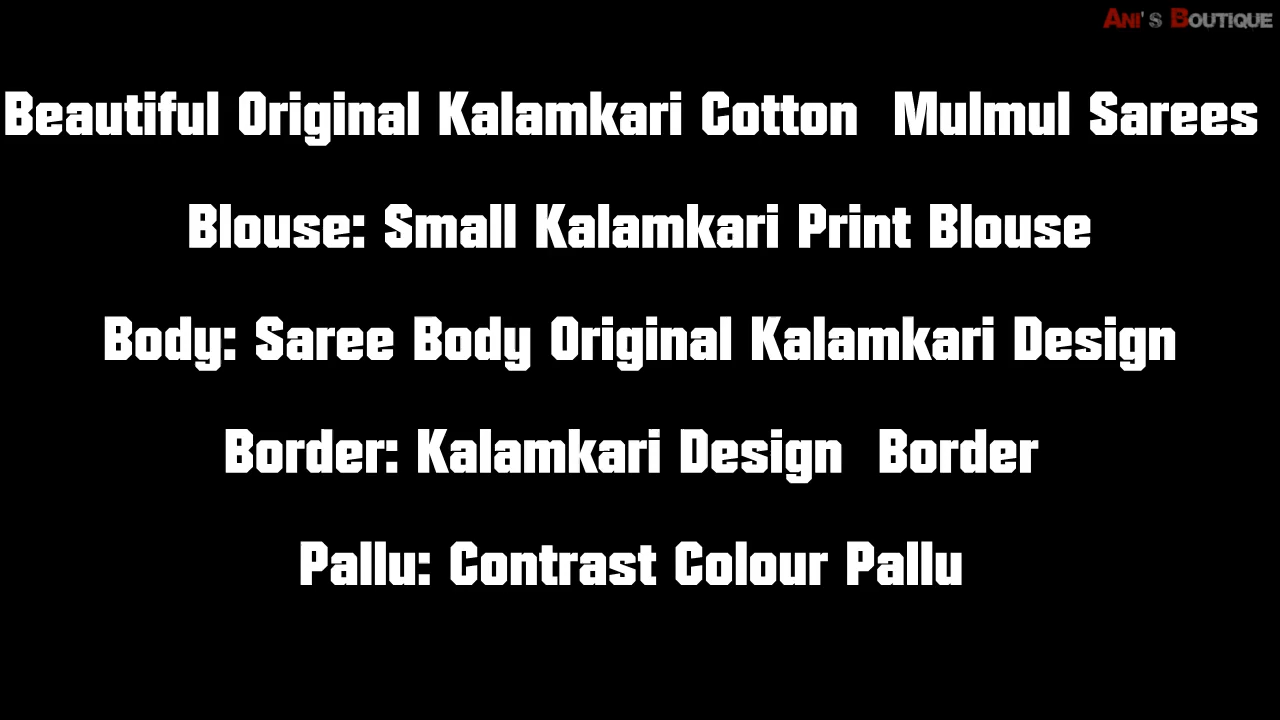 Ani's Boutique
Beautiful Original Kalamkari Cotton  Mulmul Sarees
Blouse: Small Kalamkari Print Blouse
Body: Saree Body Original Kalamkari Design
Border: Kalamkari Design  Border
Pallu: Contrast Colour Pallu